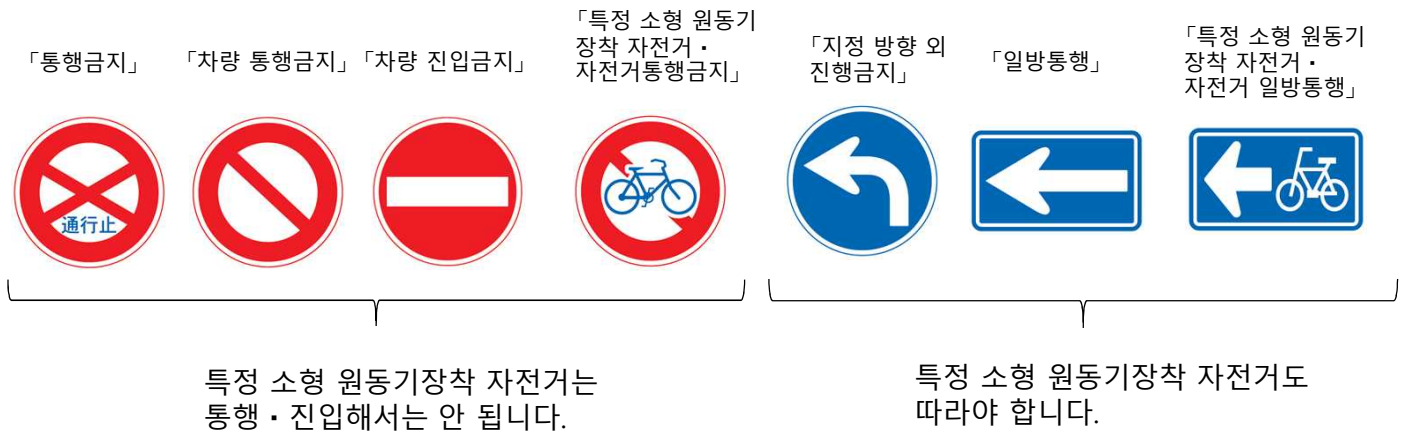 「통행금지」
「차량 통행금지」
「차량 진입금지」
「특정 소형 원동기
장착 자전거・
자전거통행금지」
「지정 방향 외
진행금지」
「일방통행」
「특정 소형 원동기
장착 자전거・
자전거 일방통행」
通行止
특정 소형 원동기장착 자전거는
통행・진입해서는 안 됩니다.
특정 소형 원동기장착 자전거도
따라야 합니다.